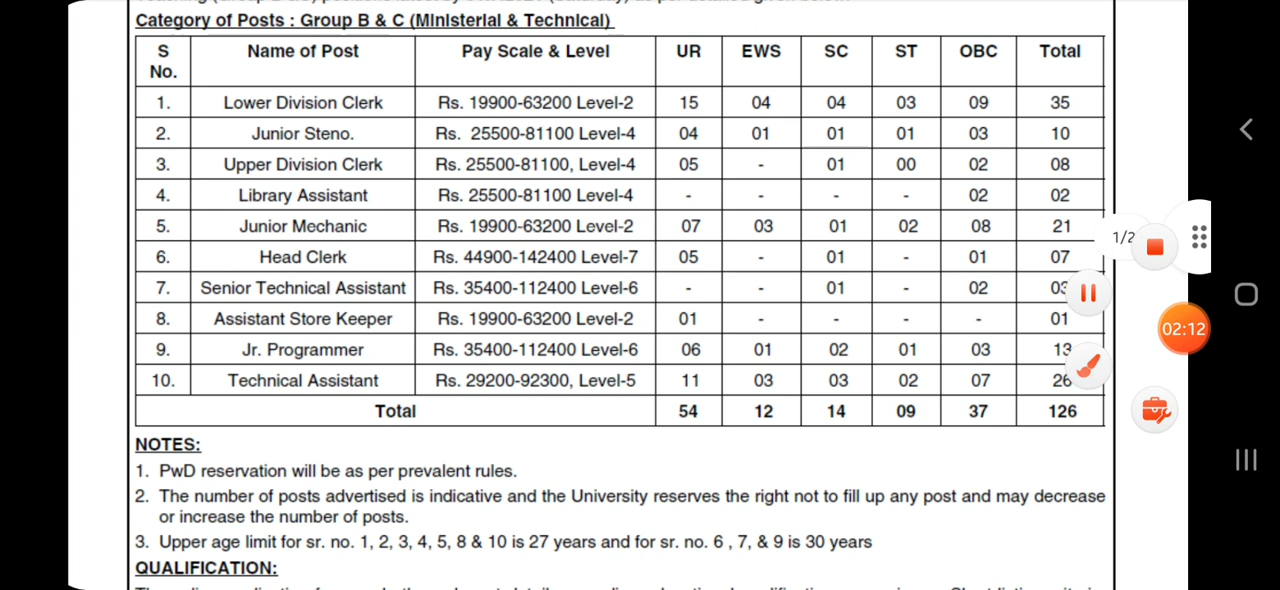 Category of Posts : Group B & C (Ministerial & Technical)
S No. Name of Post Pay Scale & Level UR EWS SC ST OBC Total
1. Lower Division Clerk Rs. 19900-63200 Level-2 15 04 04 03 09 35
2. Junior Steno. Rs. 25500-81100 Level-4 04 01 01 01 03 10
3. Upper Division Clerk Rs. 25500-81100, Level-4 05 - 01 00 02 08
4. Library Assistant Rs. 25500-81100 Level-4 - - - - 02 02
5. Junior Mechanic Rs. 19900-63200 Level-2 07 03 01 02 08 21
6. Head Clerk Rs. 44900-142400 Level-7 05 - 01 - 01 07
7. Senior Technical Assistant Rs. 35400-112400 Level-6 - - 01 - 02 03
8. Assistant Store Keeper Rs. 19900-63200 Level-2 01 - - - - 01
9. Jr. Programmer Rs. 35400-112400 Level-6 06 01 02 01 03 13
10. Technical Assistant Rs. 29200-92300, Level-5 11 03 03 02 07 26
Total 54 12 14 09 37 126
NOTES:
1. PwD reservation will be as per prevalent rules.
2. The number of posts advertised is indicative and the University reserves the right not to fill up any post and may decrease
or increase the number of posts.
3. Upper age limit for sr. no. 1, 2, 3, 4, 5, 8 & 10 is 27 years and for sr. no. 6 , 7, & 9 is 30 years
QUALIFICATION:
1/2
02:12